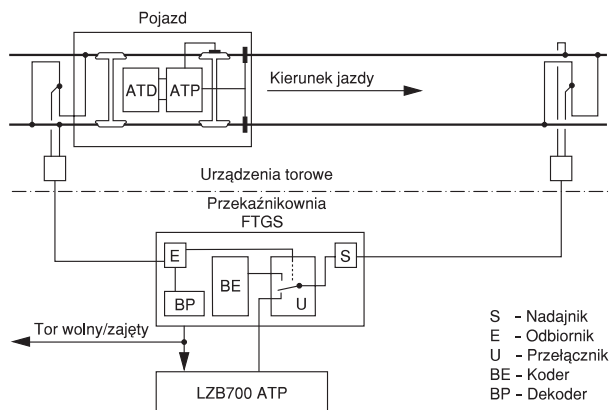 Pojazd
ATD
ATP
Kierunek jazdy
Urządzenia torowe
Przekaźnikownia
FTGS
E
BP
BE
U
S
Tor wolny/zajęty
LZB700 ATP
S - Nadajnik
E - Odbiornik
U - Przełącznik
BE - Koder
BP - Dekoder